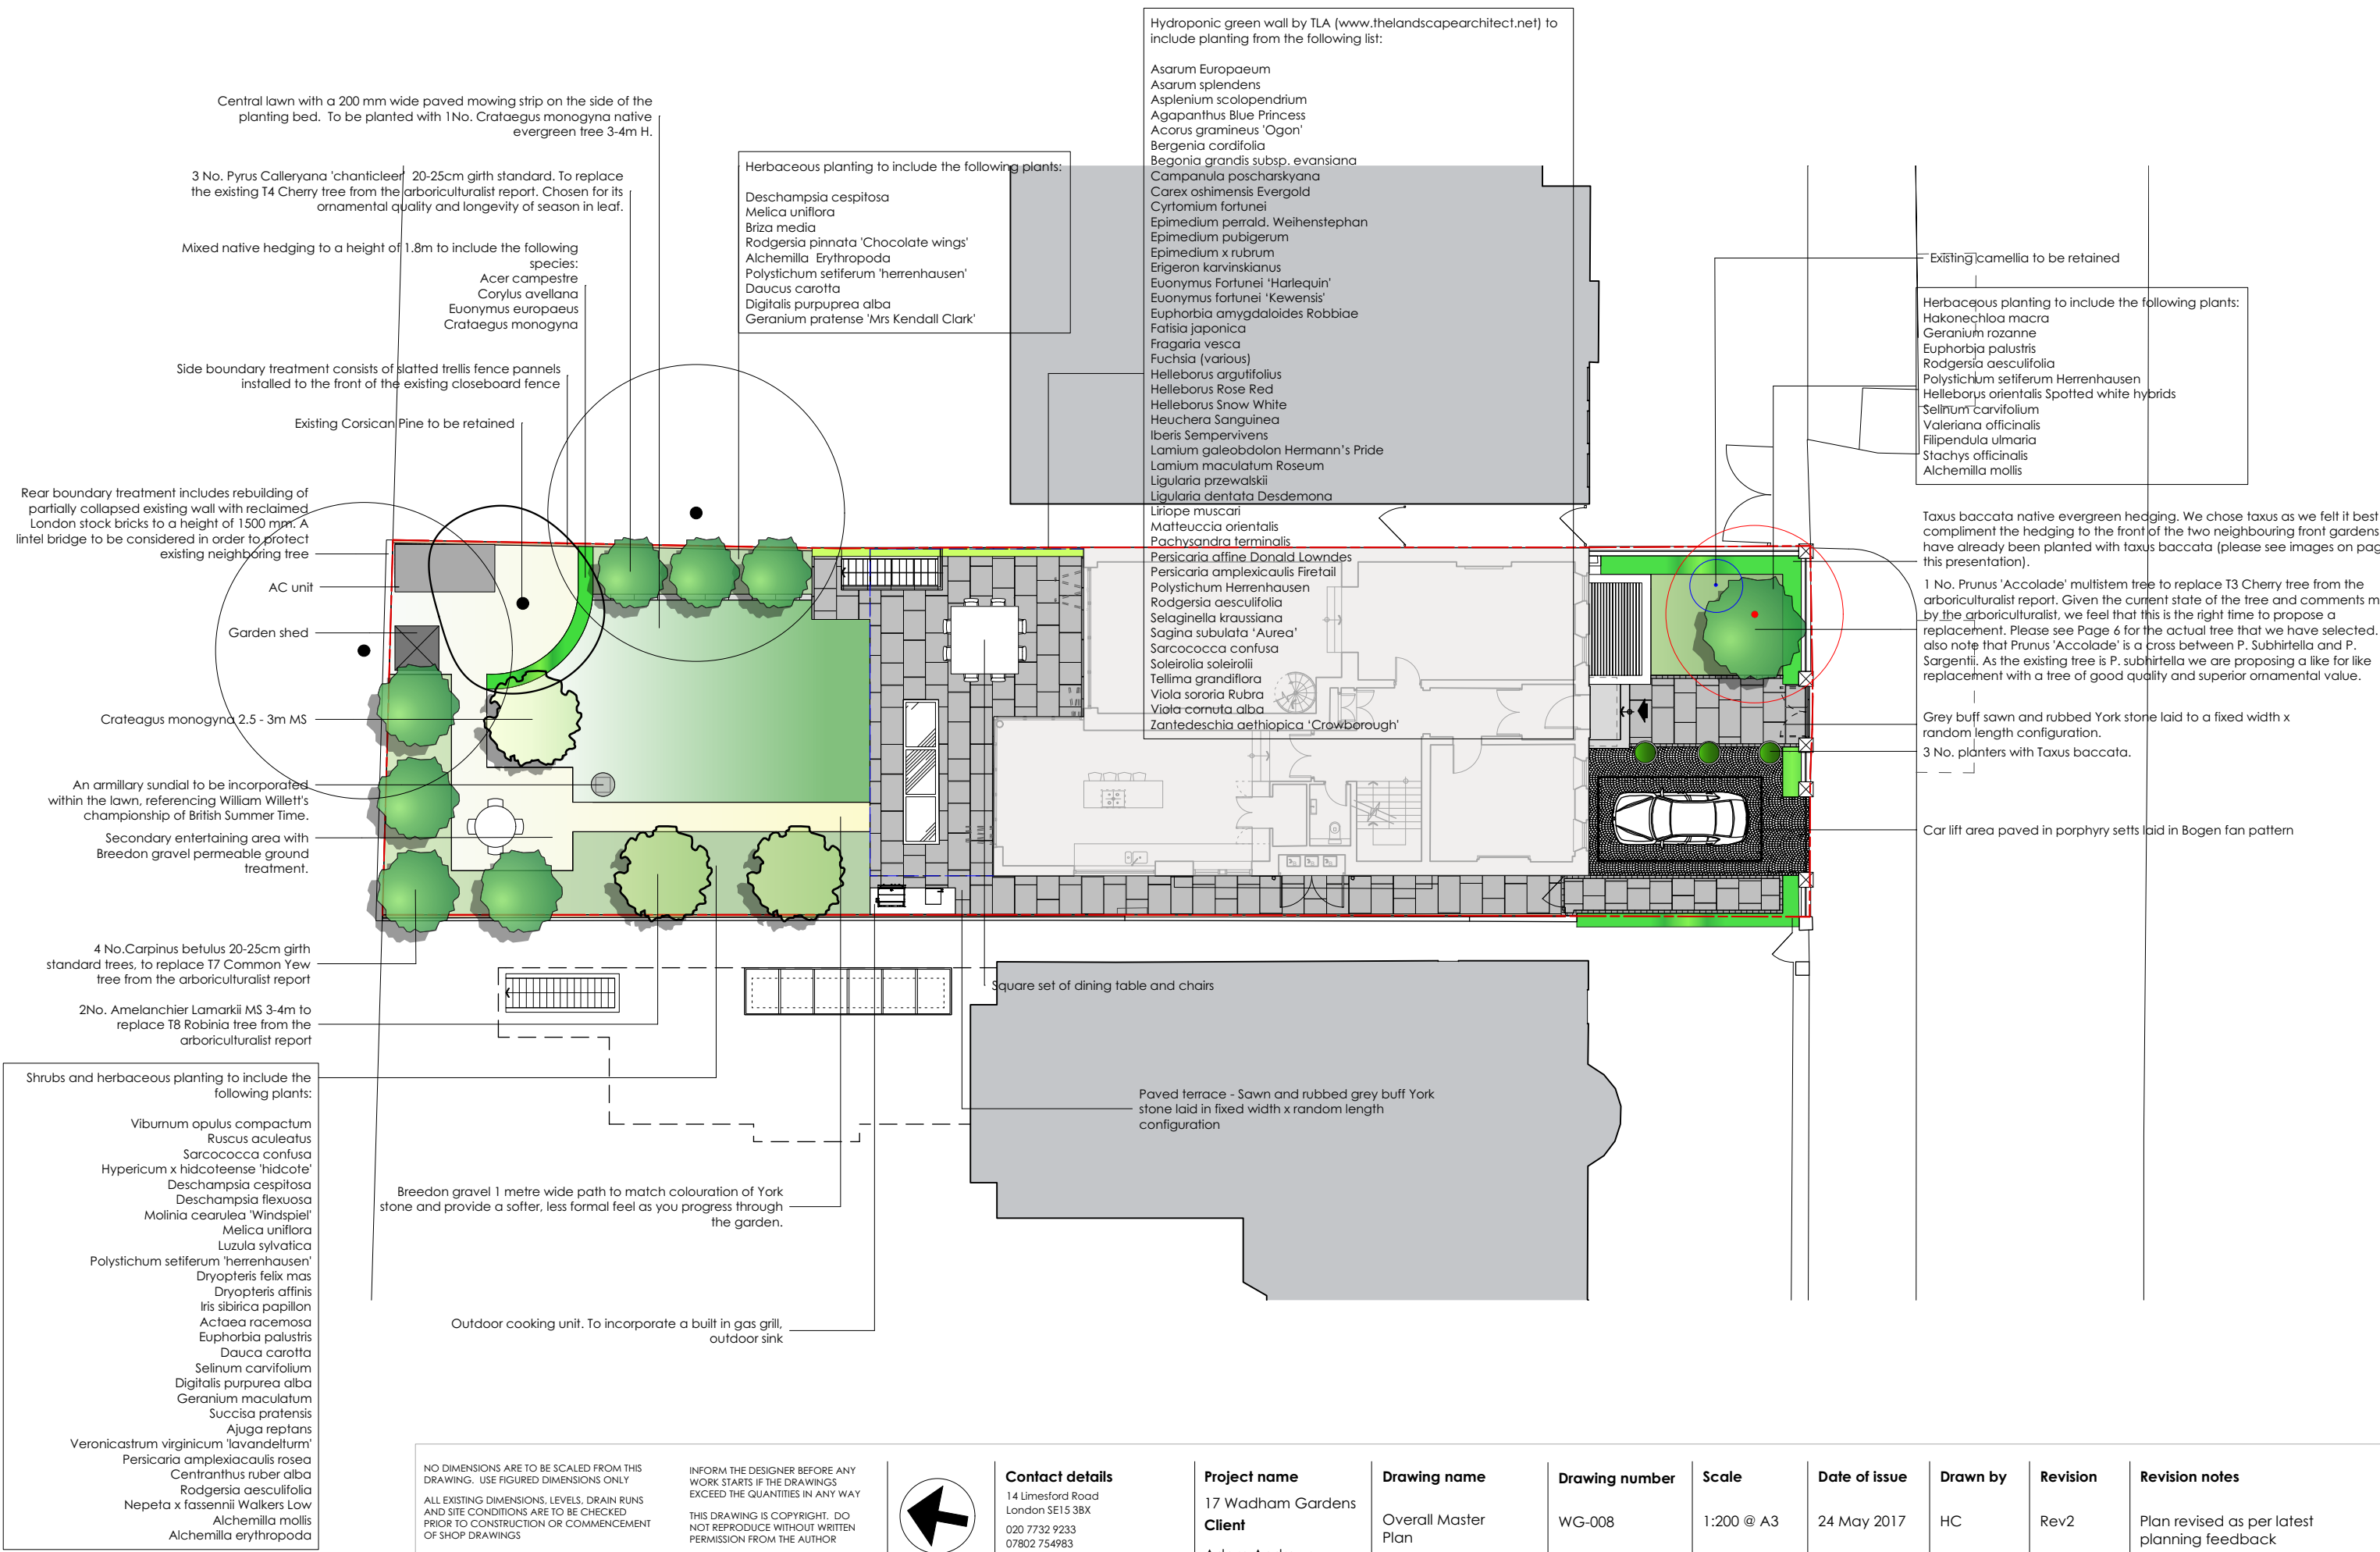 Hydroponic green wall by TLA (www.thelandscapearchitect.net) to
include planting from the following list:
Asarum Europaeum
Asarum splendens
Asplenium scolopendrium
Agapanthus Blue Princess
Acorus gramineus 'Ogon'
Bergenia cordifolia
Begonia grandis subsp. evansiana
Campanula poscharskyana
Carex oshimensis Evergold
Cyrtomium fortunei
Epimedium perrald. Weihenstephan
Epimedium pubigerum
Epimedium x rubrum
Erigeron karvinskianus
Euonymus Fortunei ‘Harlequin'
Euonymus fortunei ‘Kewensis'
Euphorbia amygdaloides Robbiae
Fatisia japonica
Fragaria vesca
Fuchsia (various)
Helleborus argutifolius
Helleborus Rose Red
Helleborus Snow White
Heuchera Sanguinea
Iberis Sempervivens
Lamium galeobdolon Hermann’s Pride
Lamium maculatum Roseum
Ligularia przewalskii
Ligularia dentata Desdemona
Liriope muscari
Matteuccia orientalis
Pachysandra terminalis
Persicaria affine Donald Lowndes
Persicaria amplexicaulis Firetail
Polystichum Herrenhausen
Rodgersia aesculifolia
Selaginella kraussiana
Sagina subulata ‘Aurea’
Sarcococca confusa
Soleirolia soleirolii
Tellima grandiflora
Viola sororia Rubra
Viola cornuta alba
Zantedeschia aethiopica ‘Crowborough’
Central lawn with a 200 mm wide paved mowing strip on the side of the
planting bed.  To be planted with 1No. Crataegus monogyna native
evergreen tree 3-4m H.
3 No. Pyrus Calleryana 'chanticleer'  20-25cm girth standard. To replace
the existing T4 Cherry tree from the arboriculturalist report. Chosen for its
ornamental quality and longevity of season in leaf.
Mixed native hedging to a height of 1.8m to include the following
species:
Acer campestre
Corylus avellana
Euonymus europaeus
Crataegus monogyna
Side boundary treatment consists of slatted trellis fence pannels
installed to the front of the existing closeboard fence
Existing Corsican Pine to be retained
Rear boundary treatment includes rebuilding of
partially collapsed existing wall with reclaimed
London stock bricks to a height of 1500 mm. A
lintel bridge to be considered in order to protect
existing neighboring tree
AC unit
Garden shed
Crateagus monogyna 2.5 - 3m MS
An armillary sundial to be incorporated
within the lawn, referencing William Willett's
championship of British Summer Time.
Secondary entertaining area with
Breedon gravel permeable ground
treatment.
4 No.Carpinus betulus 20-25cm girth
standard trees, to replace T7 Common Yew
tree from the arboriculturalist report
2No. Amelanchier Lamarkii MS 3-4m to
replace T8 Robinia tree from the
arboriculturalist report
Shrubs and herbaceous planting to include the
following plants:
Viburnum opulus compactum
Ruscus aculeatus
Sarcococca confusa
Hypericum x hidcoteense 'hidcote'
Deschampsia cespitosa
Deschampsia flexuosa
Molinia cearulea 'Windspiel'
Melica uniflora
Luzula sylvatica
Polystichum setiferum 'herrenhausen'
Dryopteris felix mas
Dryopteris affinis
Iris sibirica papillon
Actaea racemosa
Euphorbia palustris
Dauca carotta
Selinum carvifolium
Digitalis purpurea alba
Geranium maculatum
Succisa pratensis
Ajuga reptans
Veronicastrum virginicum 'lavandelturm'
Persicaria amplexiacaulis rosea
Centranthus ruber alba
Rodgersia aesculifolia
Nepeta x fassennii Walkers Low
Alchemilla mollis
Alchemilla erythropoda
Herbaceous planting to include the following plants:
Deschampsia cespitosa
Melica uniflora
Briza media
Rodgersia pinnata 'Chocolate wings'
Alchemilla  Erythropoda
Polystichum setiferum 'herrenhausen'
Daucus carotta
Digitalis purpuprea alba
Geranium pratense 'Mrs Kendall Clark'
Existing camellia to be retained
Herbaceous planting to include the following plants:
Hakonechloa macra
Geranium rozanne
Euphorbia palustris
Rodgersia aesculifolia
Polystichum setiferum Herrenhausen
Helleborus orientalis Spotted white hybrids
Selinum carvifolium
Valeriana officinalis
Filipendula ulmaria
Stachys officinalis
Alchemilla mollis
Taxus baccata native evergreen hedging. We chose taxus as we felt it best
compliment the hedging to the front of the two neighbouring front gardens
have already been planted with taxus baccata (please see images on pag
this presentation).
1 No. Prunus 'Accolade' multistem tree to replace T3 Cherry tree from the
arboriculturalist report. Given the current state of the tree and comments m
by the arboriculturalist, we feel that this is the right time to propose a
replacement. Please see Page 6 for the actual tree that we have selected.
also note that Prunus 'Accolade' is a cross between P. Subhirtella and P.
Sargentii. As the existing tree is P. subhirtella we are proposing a like for like
replacement with a tree of good quality and superior ornamental value.
Grey buff sawn and rubbed York stone laid to a fixed width x
random length configuration.
3 No. planters with Taxus baccata.
Car lift area paved in porphyry setts laid in Bogen fan pattern
Square set of dining table and chairs
Paved terrace - Sawn and rubbed grey buff York
stone laid in fixed width x random length
configuration
Breedon gravel 1 metre wide path to match colouration of York
stone and provide a softer, less formal feel as you progress through
the garden.
Outdoor cooking unit. To incorporate a built in gas grill,
outdoor sink
NO DIMENSIONS ARE TO BE SCALED FROM THIS
DRAWING.  USE FIGURED DIMENSIONS ONLY
ALL EXISTING DIMENSIONS, LEVELS, DRAIN RUNS
AND SITE CONDITIONS ARE TO BE CHECKED
PRIOR TO CONSTRUCTION OR COMMENCEMENT
OF SHOP DRAWINGS
INFORM THE DESIGNER BEFORE ANY
WORK STARTS IF THE DRAWINGS
EXCEED THE QUANTITIES IN ANY WAY
THIS DRAWING IS COPYRIGHT.  DO
NOT REPRODUCE WITHOUT WRITTEN
PERMISSION FROM THE AUTHOR
Contact details
14 Limesford Road
London SE15 3BX
020 7732 9233
07802 754983
Project name
17 Wadham Gardens
Client
Drawing name
Overall Master
Plan
Drawing number
WG-008
Scale
1:200 @ A3
Date of issue
24 May 2017
Drawn by
HC
Revision
Rev2
Revision notes
Plan revised as per latest
planning feedback